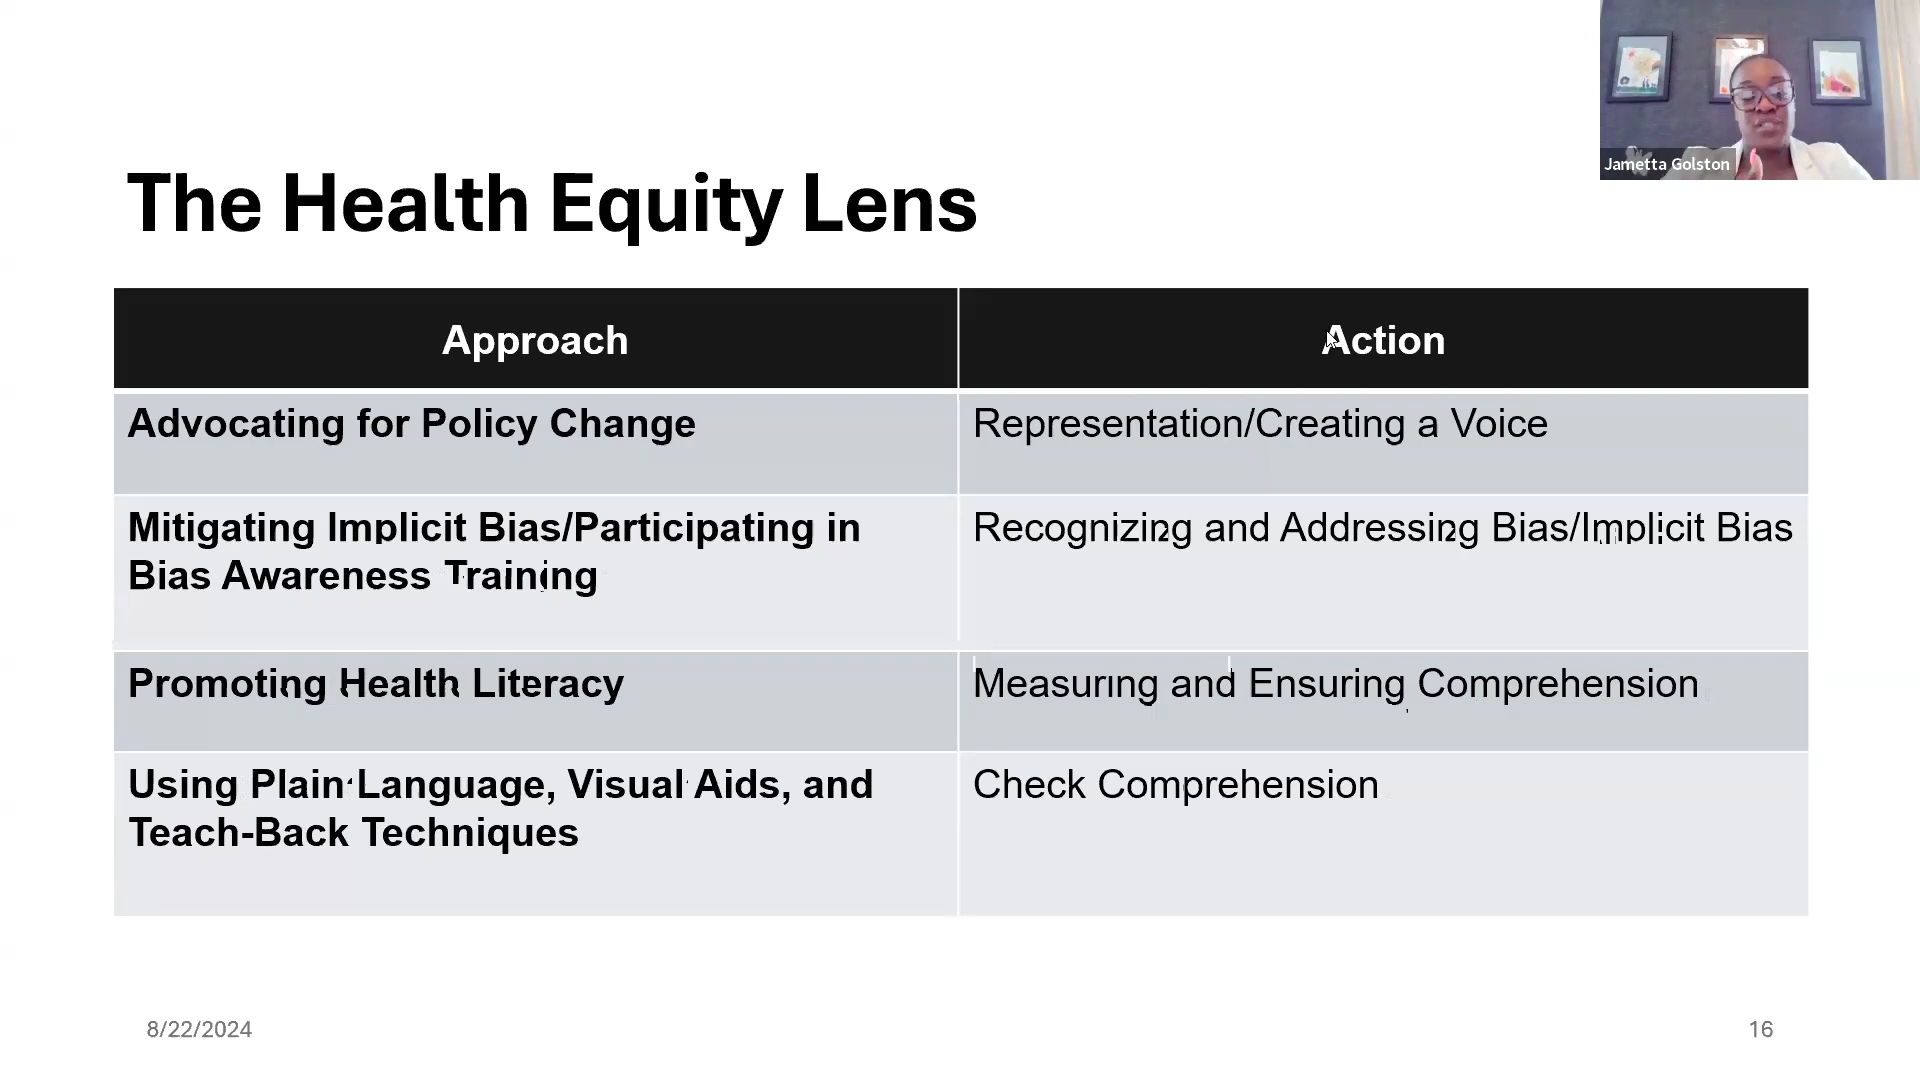 Jametta Golston
The Health Equity Lens
Approach
Action
Advocating for Policy Change
Representation/Creating a Voice
Mitigating Implicit Bias/Participating in
Bias Awareness Training
Recognizing and Addressing Bias/Implicit Bias
Promoting Health Literacy
Measuring and Ensuring Comprehension
Using Plain Language, Visual Aids, and
Teach-Back Techniques
Check Comprehension
8/22/2024
16